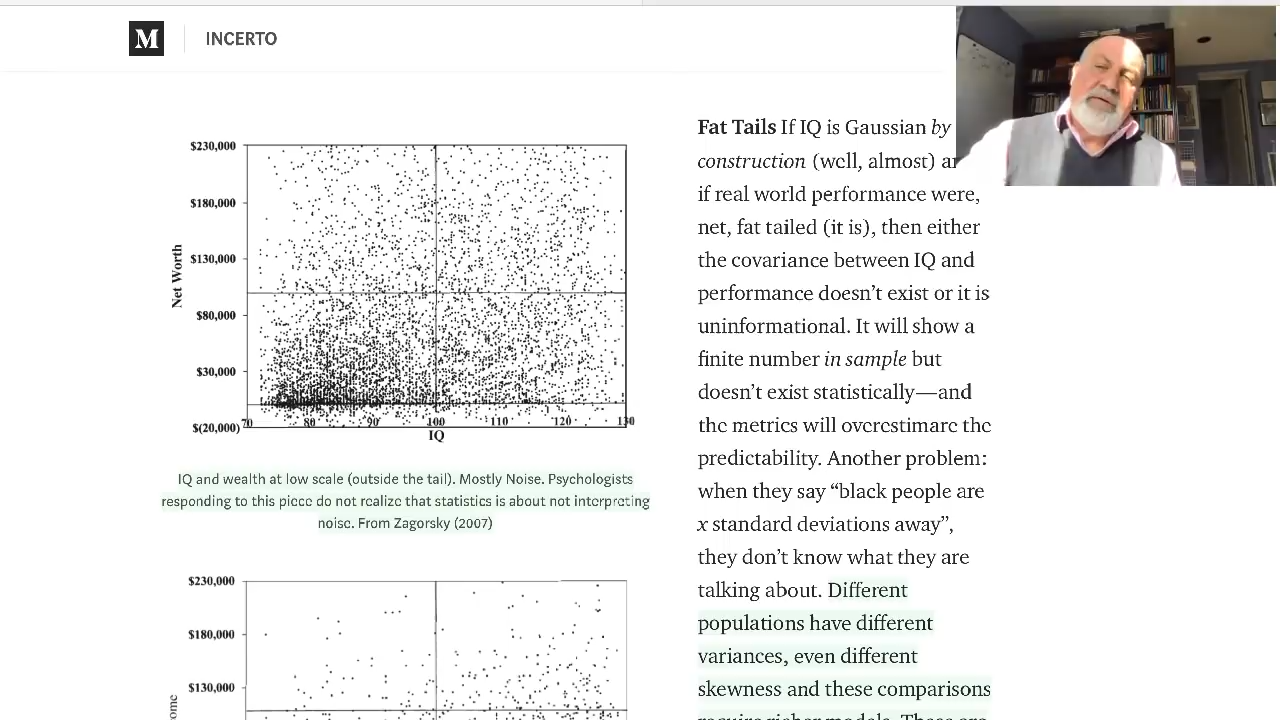 M INCERTO
$230,000
$180,000
$130,000
$80,000
$30,000
$(20,000)
Net Worth
70 80 90 100 110 120 130
IQ
IQ and wealth at low scale (outside the tail). Mostly Noise. Psychologists
responding to this piece do not realize that statistics is about not interpreting
noise. From Zagorsky (2007)
$230,000
$180,000
$130,000
Fat Tails If IQ is Gaussian by
construction (well, almost)
if real world performance were,
net, fat tailed (it is), then either
the covariance between IQ and
performance doesn’t exist or it is
uninformational. It will show a
finite number in sample but
doesn’t exist statistically—and
the metrics will overestimare the
predictability. Another problem:
when they say “black people are
x standard deviations away”,
they don’t know what they are
talking about. Different
populations have different
variances, even different
skewness and these comparisons